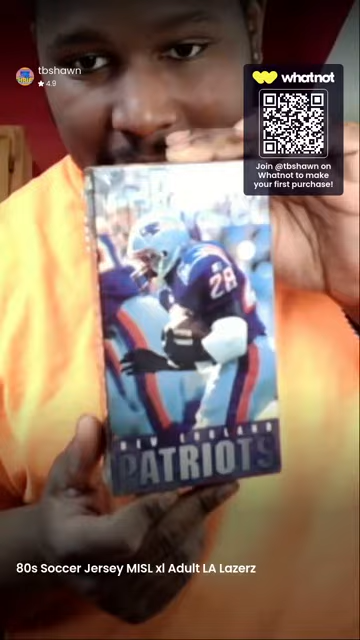 tbshawn
4.9
whatnot
Join @tbshawn on
Whatnot to make
your first purchase!
28
NEW ENGLAND
PATRIOTS
80s Soccer Jersey MISL xl Adult LA Lazerz